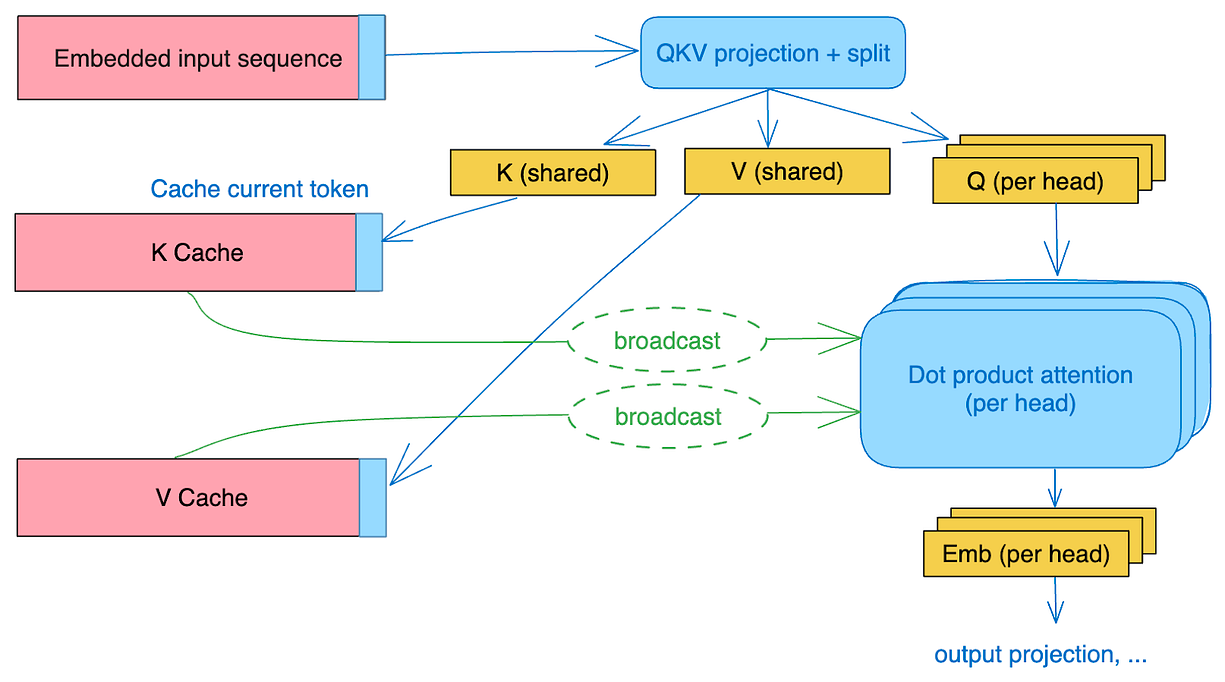 Embedded input sequence
QKV projection + split
K (shared)
V (shared)
Q (per head)
Cache current token
K Cache
broadcast
Dot product attention
(per head)
broadcast
V Cache
Emb (per head)
output projection, ...